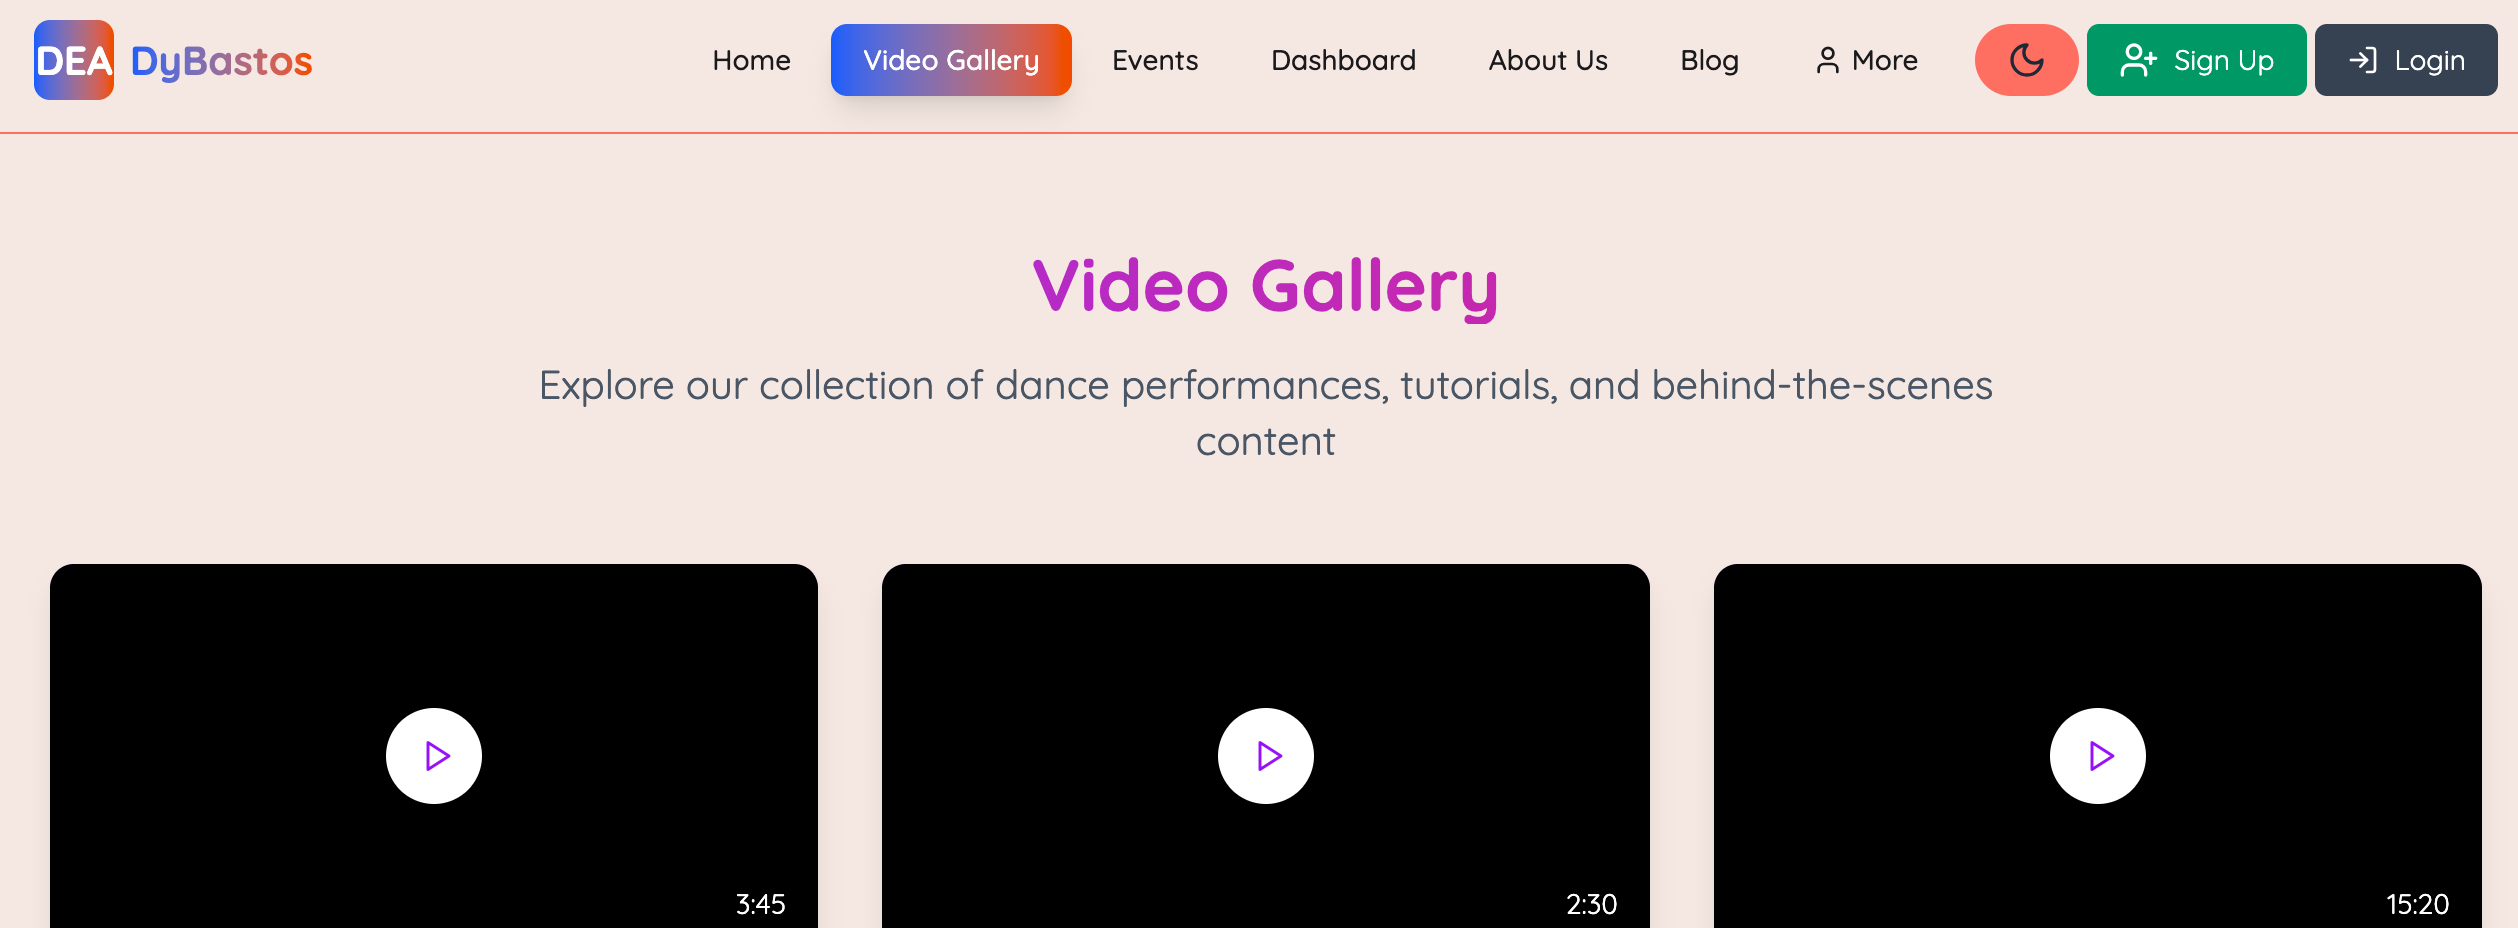 DEA DyBastos Home Video Gallery Events Dashboard About Us Blog More Sign Up Login
Video Gallery
Explore our collection of dance performances, tutorials, and behind-the-scenes
content
3:45 2:30 15:20